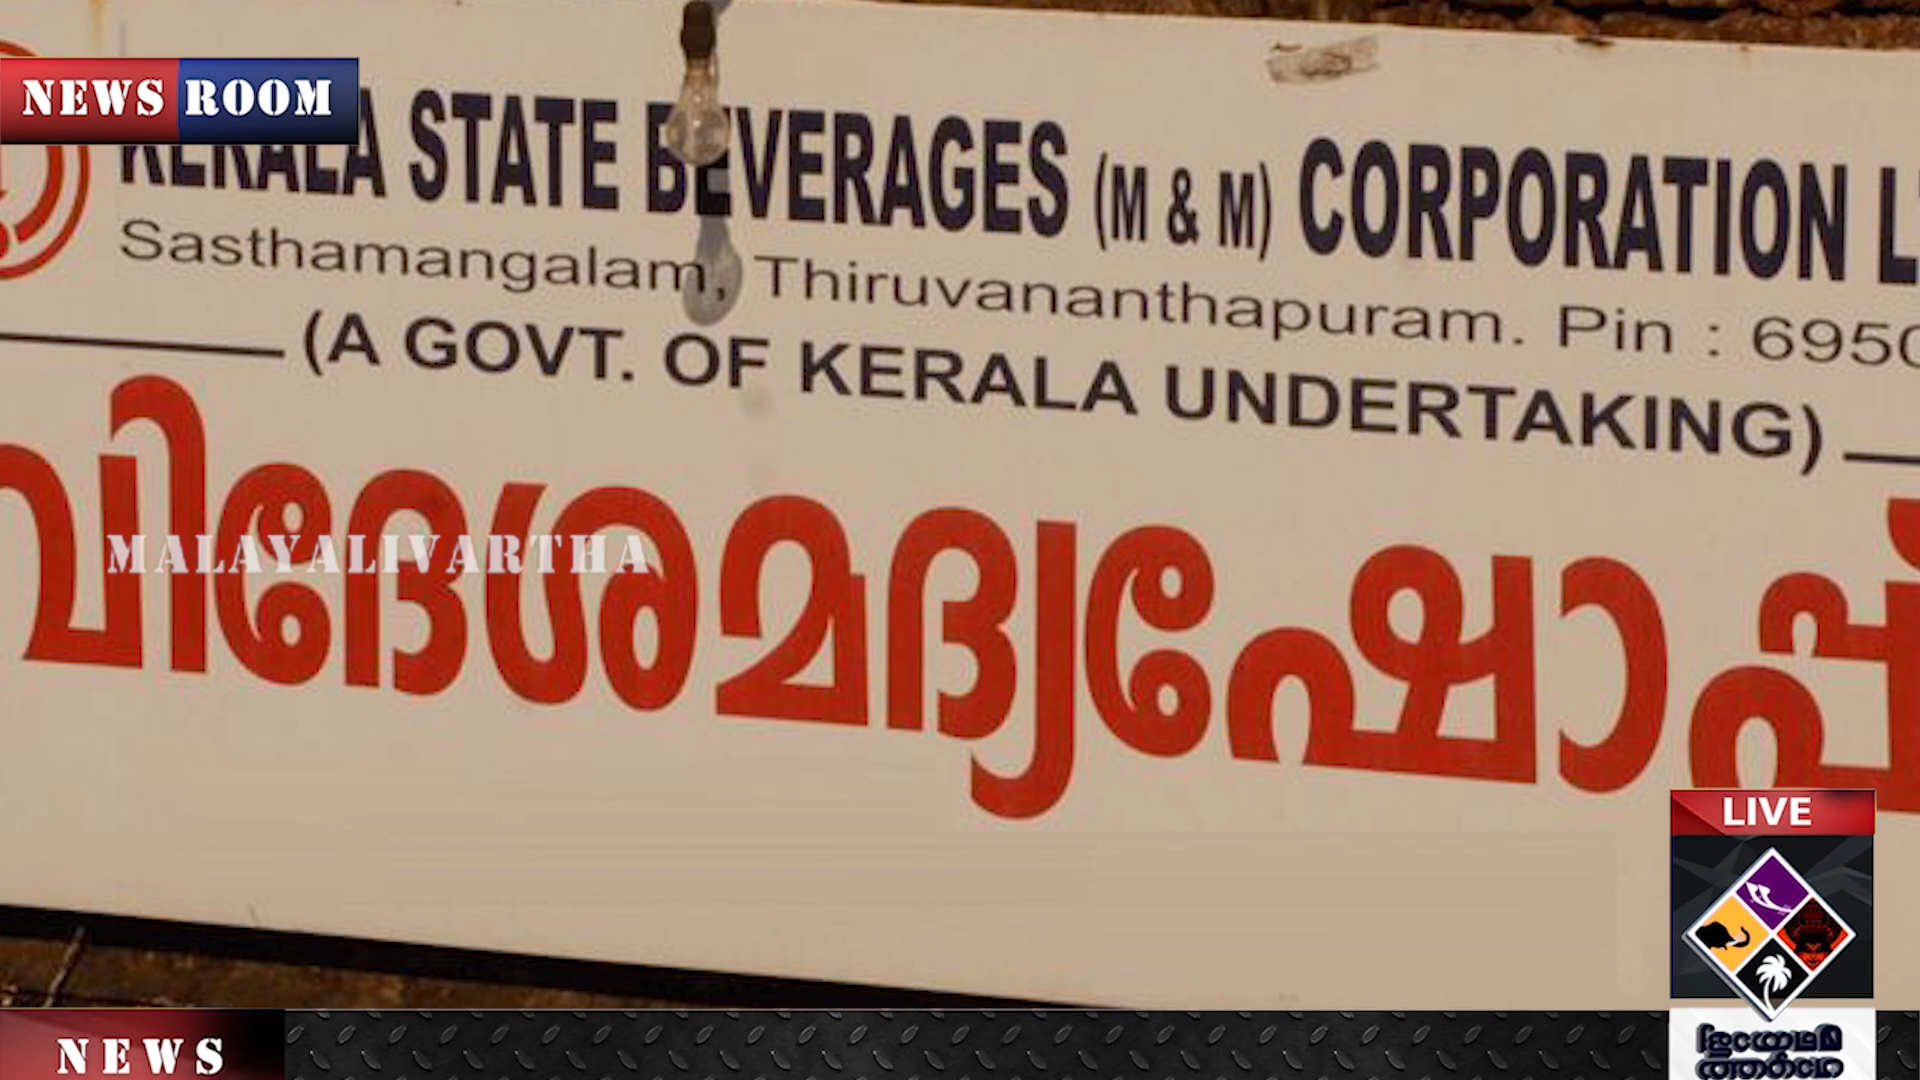 NEWS ROOM
KERALA STATE BEVERAGES (M & M) CORPORATION L
Sasthamangalam, Thiruvananthapuram. Pin : 6950
(A GOVT. OF KERALA UNDERTAKING)
വിദേശമദ്യഷോപ്പ്
MALAYALIVARTHA
LIVE
NEWS